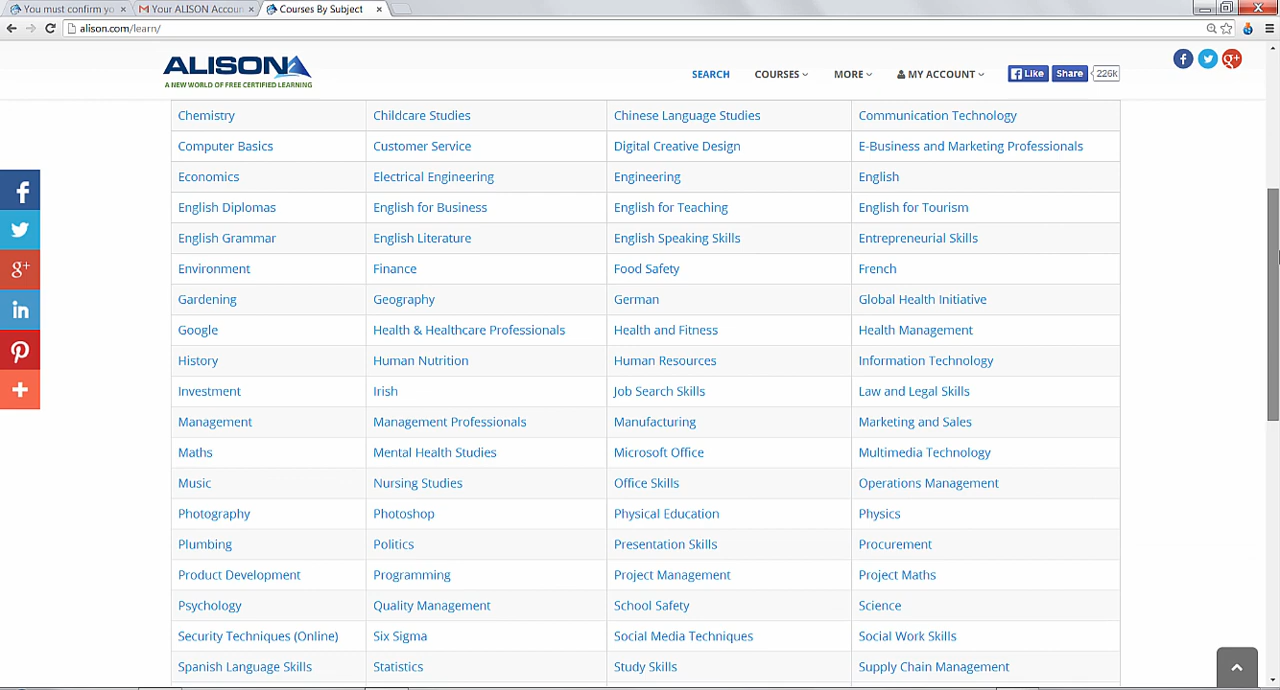 You must confirm yo
Your ALISON Accoun
Courses By Subject
alison.com/learn/
ALISON
A NEW WORLD OF FREE CERTIFIED LEARNING
SEARCH COURSES MORE MY ACCOUNT Like Share 226k
Chemistry Childcare Studies Chinese Language Studies Communication Technology
Computer Basics Customer Service Digital Creative Design E-Business and Marketing Professionals
Economics Electrical Engineering Engineering English
English Diplomas English for Business English for Teaching English for Tourism
English Grammar English Literature English Speaking Skills Entrepreneurial Skills
Environment Finance Food Safety French
Gardening Geography German Global Health Initiative
Google Health & Healthcare Professionals Health and Fitness Health Management
History Human Nutrition Human Resources Information Technology
Investment Irish Job Search Skills Law and Legal Skills
Management Management Professionals Manufacturing Marketing and Sales
Maths Mental Health Studies Microsoft Office Multimedia Technology
Music Nursing Studies Office Skills Operations Management
Photography Photoshop Physical Education Physics
Plumbing Politics Presentation Skills Procurement
Product Development Programming Project Management Project Maths
Psychology Quality Management School Safety Science
Security Techniques (Online) Six Sigma Social Media Techniques Social Work Skills
Spanish Language Skills Statistics Study Skills Supply Chain Management